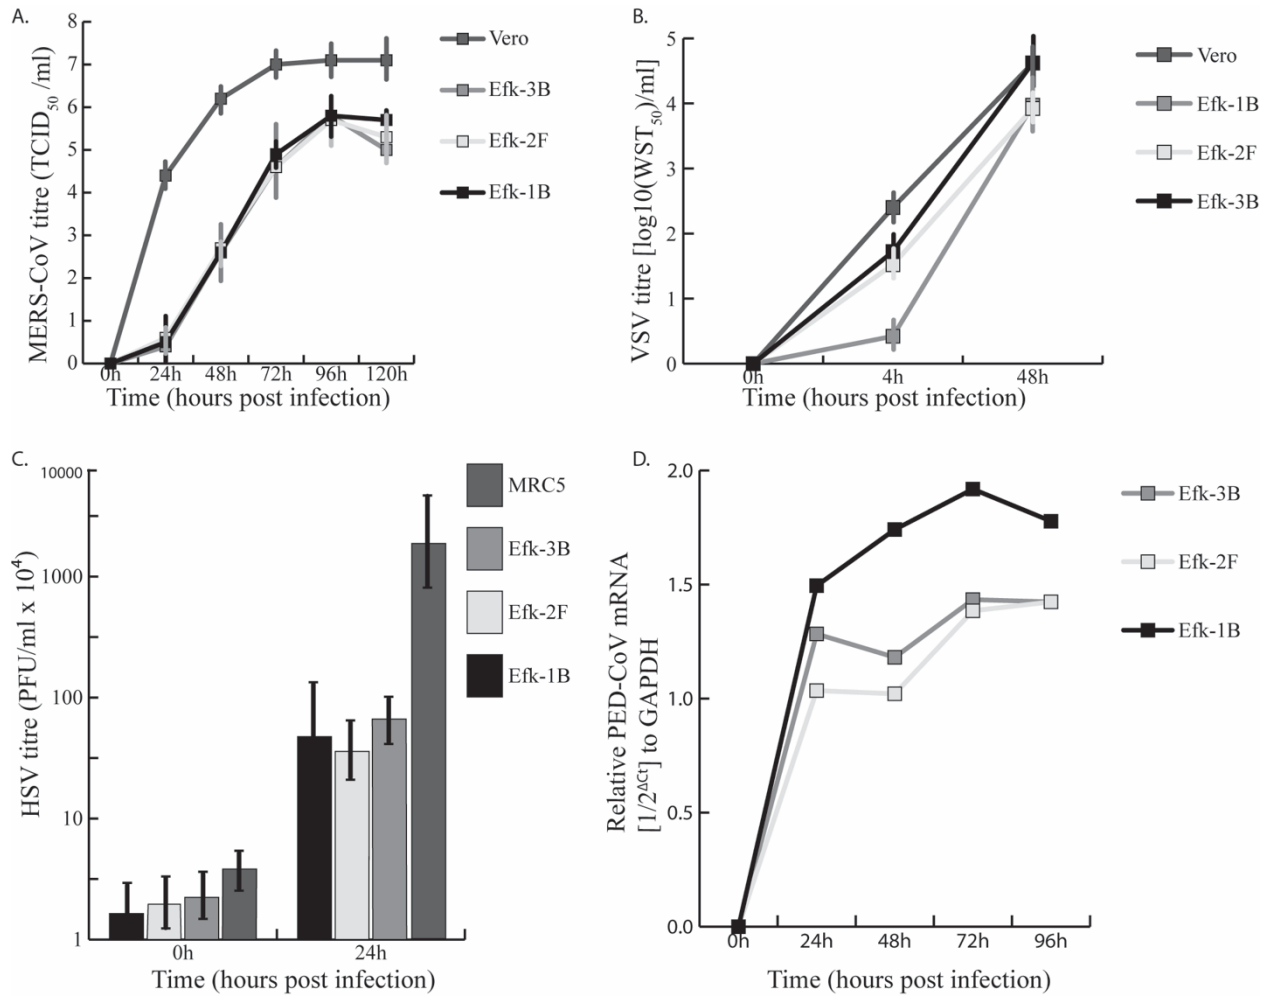 A.
MERS-CoV titre (TCID50 /ml)
8
7
6
5
4
3
2
1
0
0h 24h 48h 72h 96h 120h
Time (hours post infection)
Vero
Efk-3B
Efk-2F
Efk-1B
B.
VSV titre [log10(WST50)/ml]
5
4
3
2
1
0
0h 4h 48h
Time (hours post infection)
Vero
Efk-1B
Efk-2F
Efk-3B
C.
HSV titre (PFU/ml x 10⁴)
10000
1000
100
10
1
0h 24h
Time (hours post infection)
MRC5
Efk-3B
Efk-2F
Efk-1B
D.
Relative PED-CoV mRNA
[1/2^ΔCt] to GAPDH
2.0
1.5
1.0
0.5
0.0
0h 24h 48h 72h 96h
Time (hours post infection)
Efk-3B
Efk-2F
Efk-1B